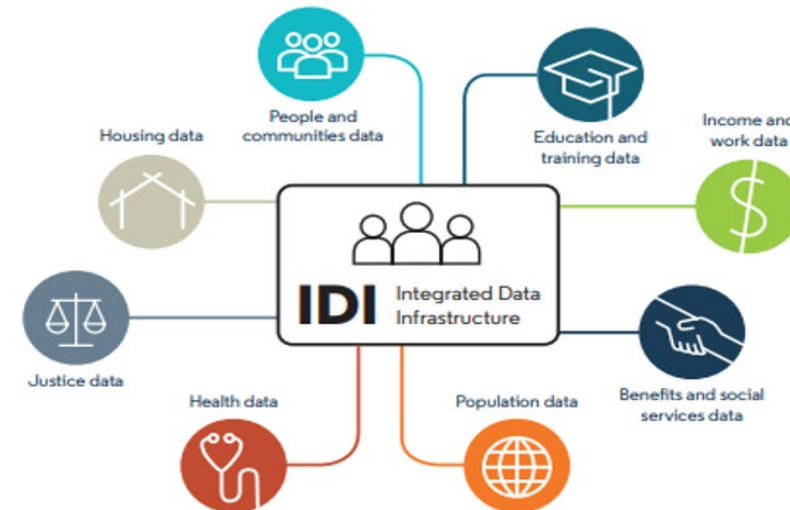 People and
communities data
Education and
training data
Income and
work data
Housing data
IDI Integrated Data
Infrastructure
Justice data
Benefits and social
services data
Health data
Population data